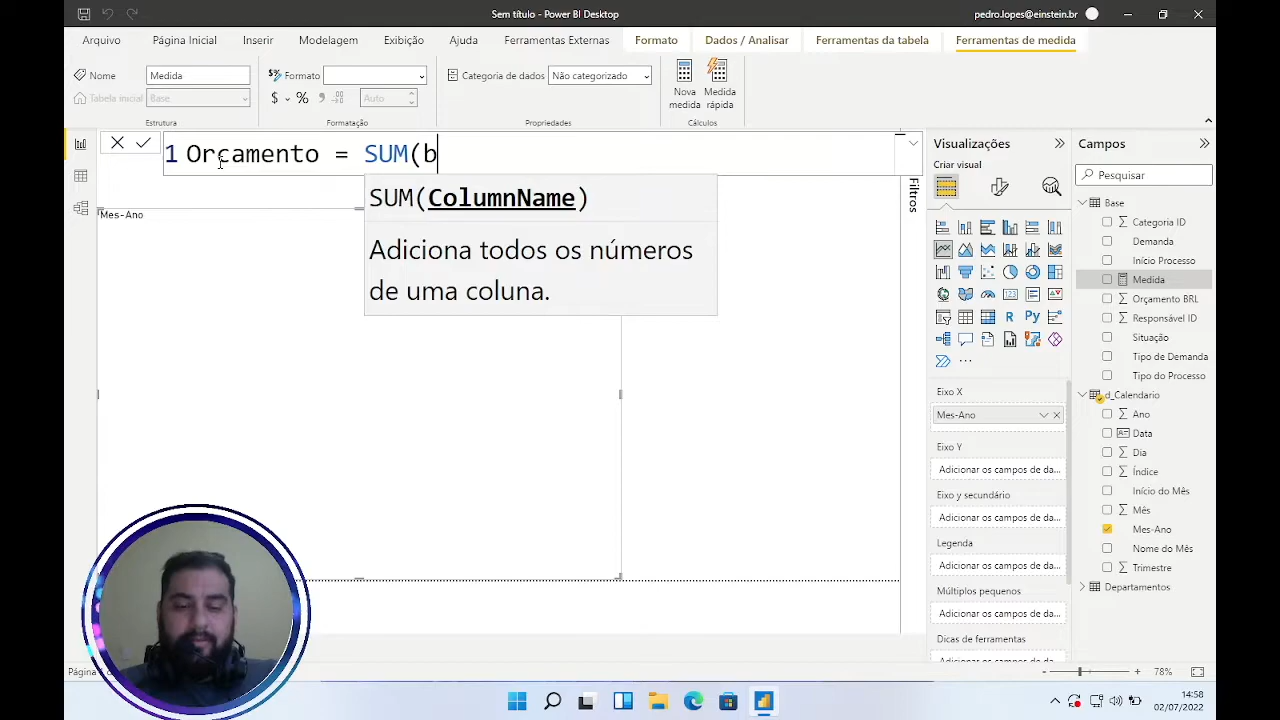 Sem título - Power BI Desktop
pedro.lopes@einstein.br
Arquivo
Página Inicial
Inserir
Modelagem
Exibição
Ajuda
Ferramentas Externas
Formato
Dados / Analisar
Ferramentas da tabela
Ferramentas de medida
Nome
Medida
Tabela inicial
Base
Estrutura
Formato
$
%
Auto
Formatação
Categoria de dados
Não categorizado
Propriedades
Nova medida
Medida rápida
Cálculos
1 Orçamento = SUM(b
SUM(ColumnName)
Adiciona todos os números
de uma coluna.
Mes-Ano
Filtros
Visualizações
Criar visual
R
Py
Eixo X
Mes-Ano
Eixo Y
Adicionar os campos de da...
Eixo y secundário
Adicionar os campos de da...
Legenda
Adicionar os campos de da...
Múltiplos pequenos
Adicionar os campos de da...
Dicas de ferramentas
Campos
Pesquisar
Base
Categoria ID
Demanda
Início Processo
Medida
Orçamento BRL
Responsável ID
Situação
Tipo de Demanda
Tipo do Processo
d_Calendario
Ano
Data
Dia
Índice
Início do Mês
Mês
Mes-Ano
Nome do Mês
Trimestre
Departamentos
Página
78%
14:58
02/07/2022